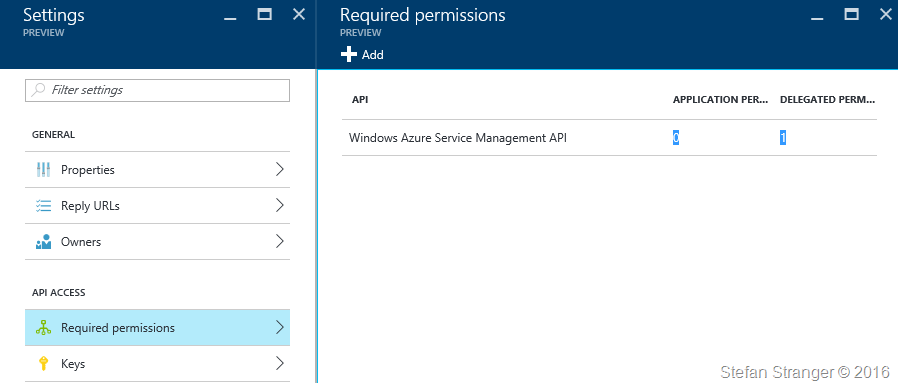 Settings
PREVIEW
Filter settings
GENERAL
Properties
Reply URLs
Owners
API ACCESS
Required permissions
Keys
Required permissions
PREVIEW
Add
API APPLICATION PER... DELEGATED PERM...
Windows Azure Service Management API 0 1
Stefan Stranger © 2016